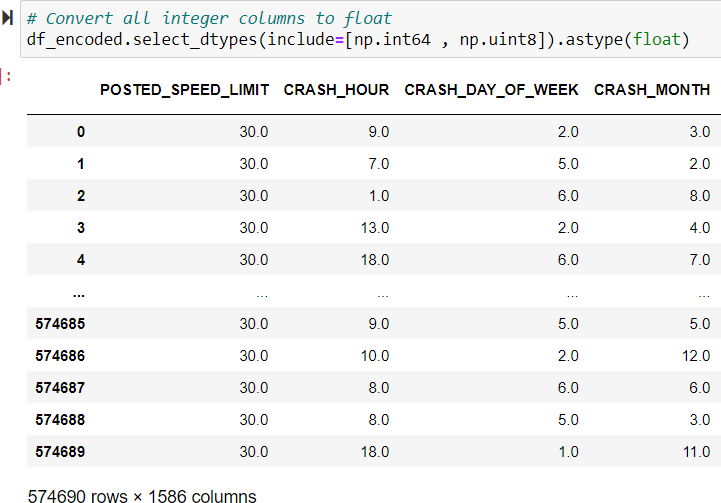 # Convert all integer columns to float
df_encoded.select_dtypes(include=[np.int64 , np.uint8]).astype(float)
]:
POSTED_SPEED_LIMIT CRASH_HOUR CRASH_DAY_OF_WEEK CRASH_MONTH
0 30.0 9.0 2.0 3.0
1 30.0 7.0 5.0 2.0
2 30.0 1.0 6.0 8.0
3 30.0 13.0 2.0 4.0
4 30.0 18.0 6.0 7.0
... ... ... ... ...
574685 30.0 9.0 5.0 5.0
574686 30.0 10.0 2.0 12.0
574687 30.0 8.0 6.0 6.0
574688 30.0 8.0 5.0 3.0
574689 30.0 18.0 1.0 11.0
574690 rows × 1586 columns